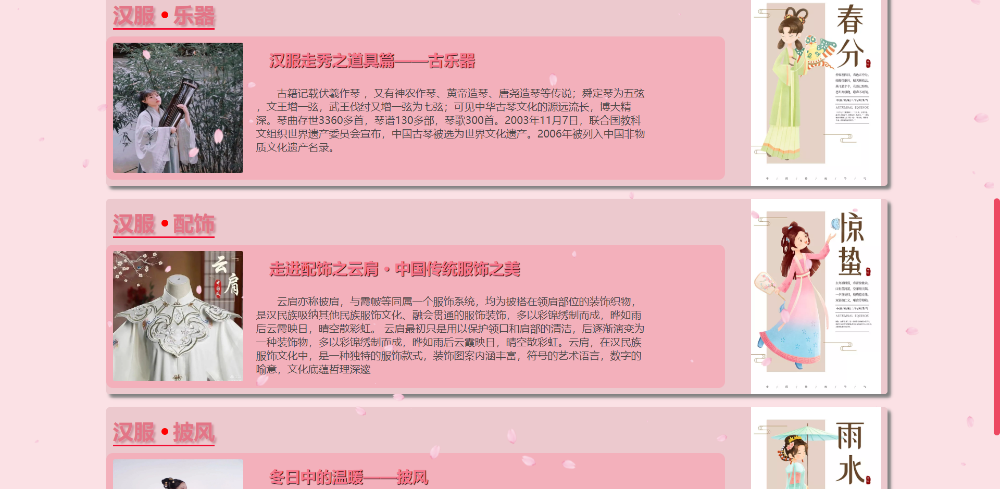 汉服•乐器
汉服走秀之道具篇——古乐器
古籍记载伏羲作琴 ，又有神农作琴、黄帝造琴、唐尧造琴等传说；舜定琴为五弦
，文王增一弦，武王伐纣又增一弦为七弦；可见中华古琴文化的源远流长，博大精
深。琴曲存世3360多首，琴谱130多部，琴歌300首。2003年11月7日，联合国教科
文组织世界遗产委员会宣布，中国古琴被选为世界文化遗产。2006年被列入中国非物
质文化遗产名录。
春分
AUTUMNAL EQUINOX
中 / 国 / 传 / 统 / 节 / 气
汉服•配饰
云肩
中国风
走进配饰之云肩・中国传统服饰之美
云肩亦称披肩，与霞帔等同属一个服饰系统，均为披搭在领肩部位的装饰织物，
是汉民族吸纳其他民族服饰文化、融会贯通的服饰装饰，多以彩锦绣制而成，晔如雨
后云霞映日，晴空散彩虹。 云肩最初只是用以保护领口和肩部的清洁，后逐渐演变为
一种装饰物，多以彩锦绣制而成，晔如雨后云霞映日，晴空散彩虹。云肩，在汉民族
服饰文化中，是一种独特的服饰款式，装饰图案内涵丰富，符号的艺术语言，数字的
喻意，文化底蕴哲理深邃
惊蛰
AUTUMNAL EQUINOX
中 / 国 / 传 / 统 / 节 / 气
汉服•披风
冬日中的温暖——披风
雨水